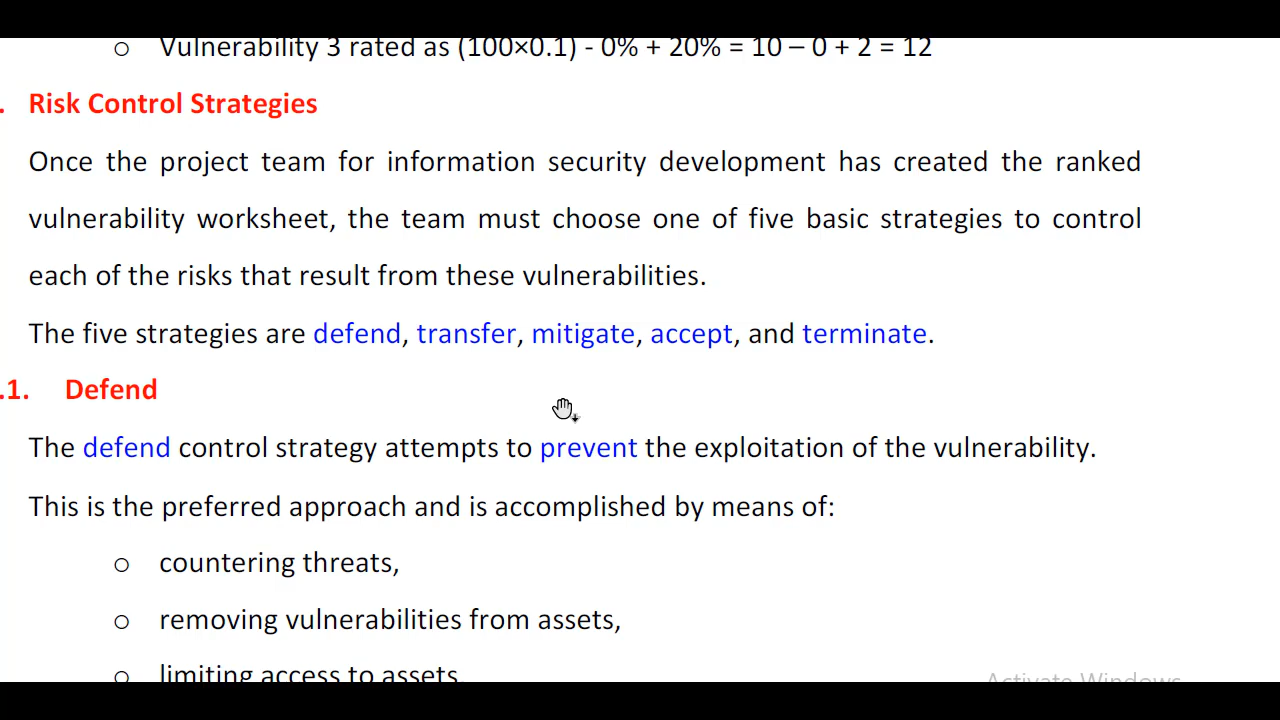 o Vulnerability 3 rated as (100×0.1) - 0% + 20% = 10 – 0 + 2 = 12
. Risk Control Strategies
Once the project team for information security development has created the ranked
vulnerability worksheet, the team must choose one of five basic strategies to control
each of the risks that result from these vulnerabilities.
The five strategies are defend, transfer, mitigate, accept, and terminate.
.1. Defend
The defend control strategy attempts to prevent the exploitation of the vulnerability.
This is the preferred approach and is accomplished by means of:
o countering threats,
o removing vulnerabilities from assets,
o limiting access to assets
Activate Windows